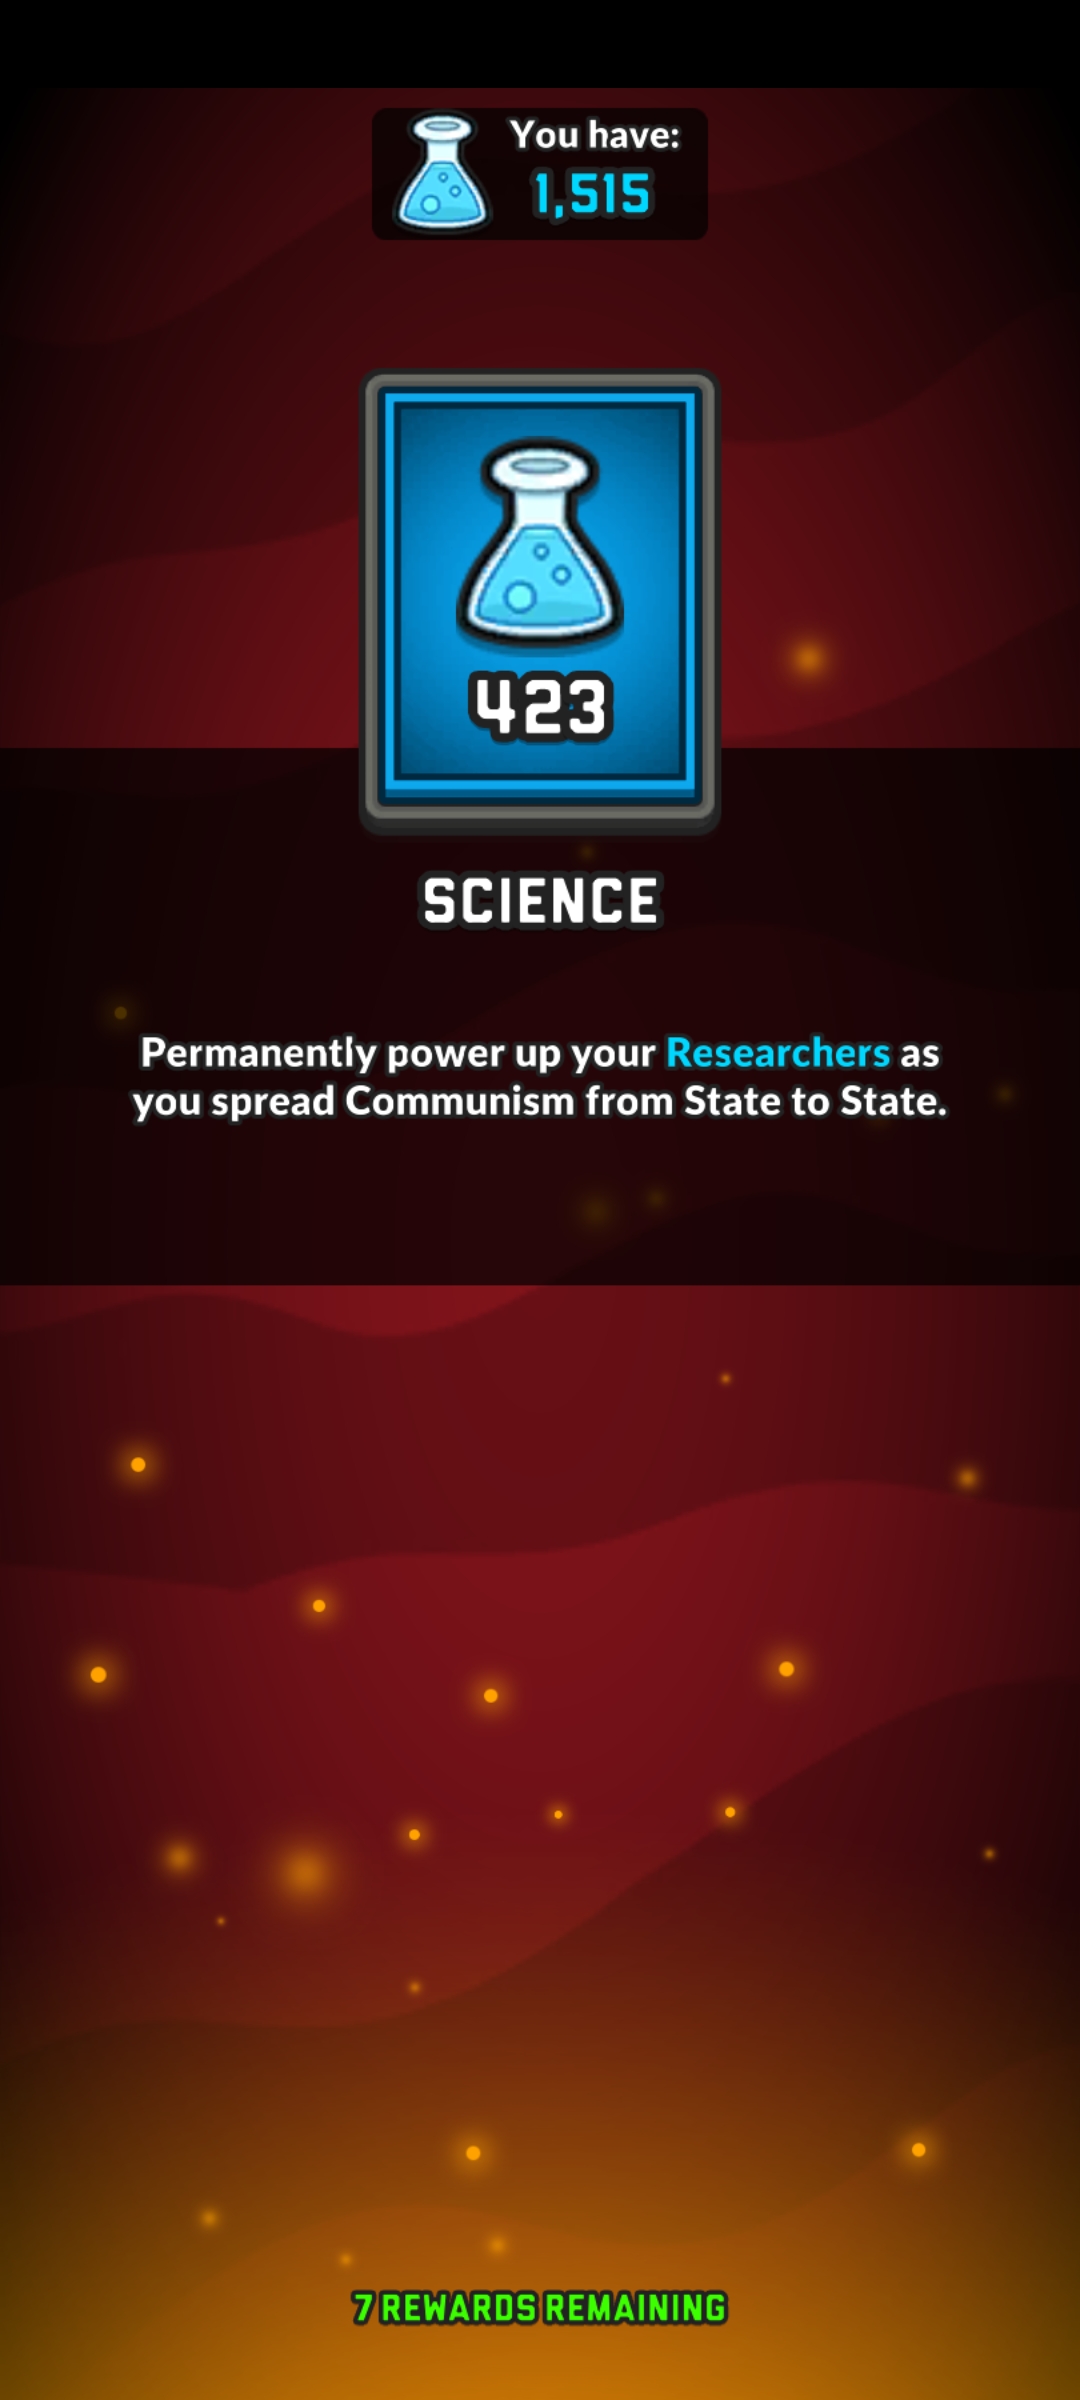 You have:
1,515
423
SCIENCE
Permanently power up your Researchers as
you spread Communism from State to State.
7 REWARDS REMAINING